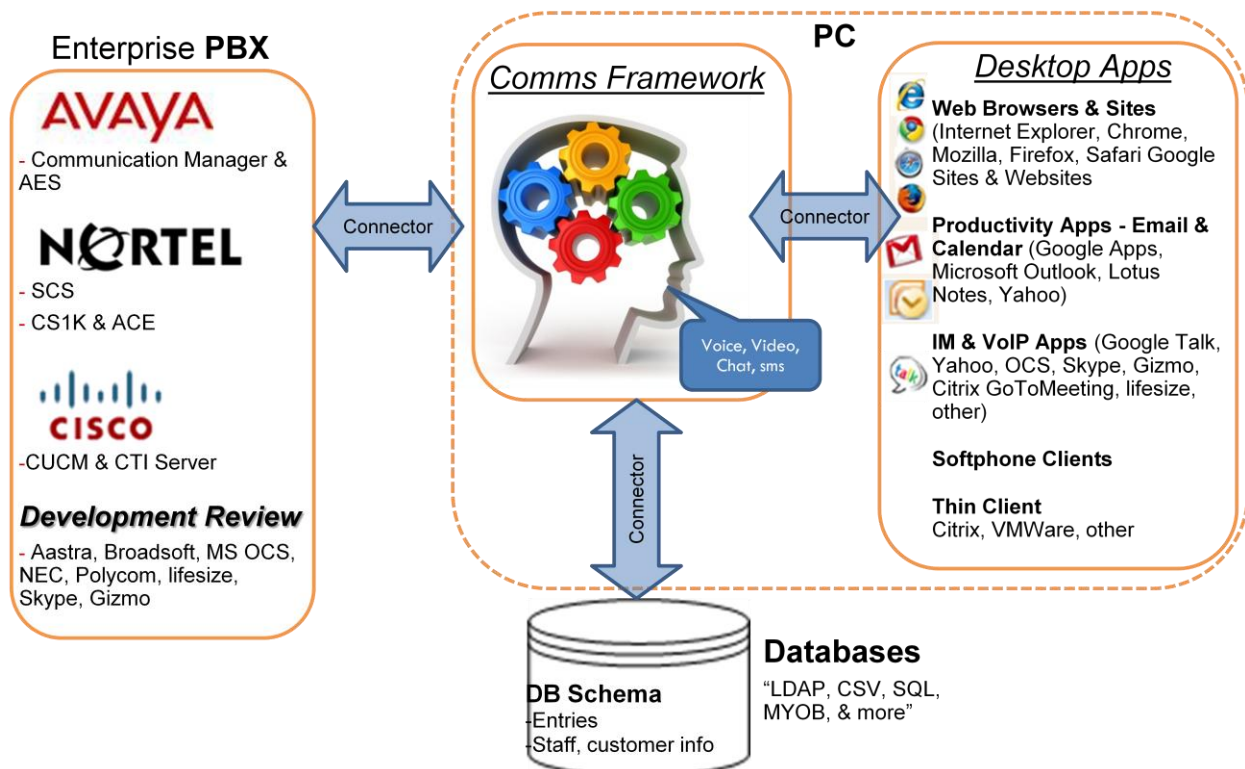 Enterprise PBX
AVAYA
- Communication Manager &
AES
NORTEL
- SCS
- CS1K & ACE
CISCO
-CUCM & CTI Server
Development Review
- Aastra, Broadsoft, MS OCS,
NEC, Polycom, lifesize,
Skype, Gizmo
Connector
PC
Comms Framework
Voice, Video,
Chat, sms
Connector
Desktop Apps
Web Browsers & Sites
(Internet Explorer, Chrome,
Mozilla, Firefox, Safari Google
Sites & Websites
Productivity Apps - Email &
Calendar (Google Apps,
Microsoft Outlook, Lotus
Notes, Yahoo)
talk
IM & VoIP Apps (Google Talk,
Yahoo, OCS, Skype, Gizmo,
Citrix GoToMeeting, lifesize,
other)
Softphone Clients
Thin Client
Citrix, VMWare, other
Connector
DB Schema
-Entries
-Staff, customer info
Databases
“LDAP, CSV, SQL,
MYOB, & more”